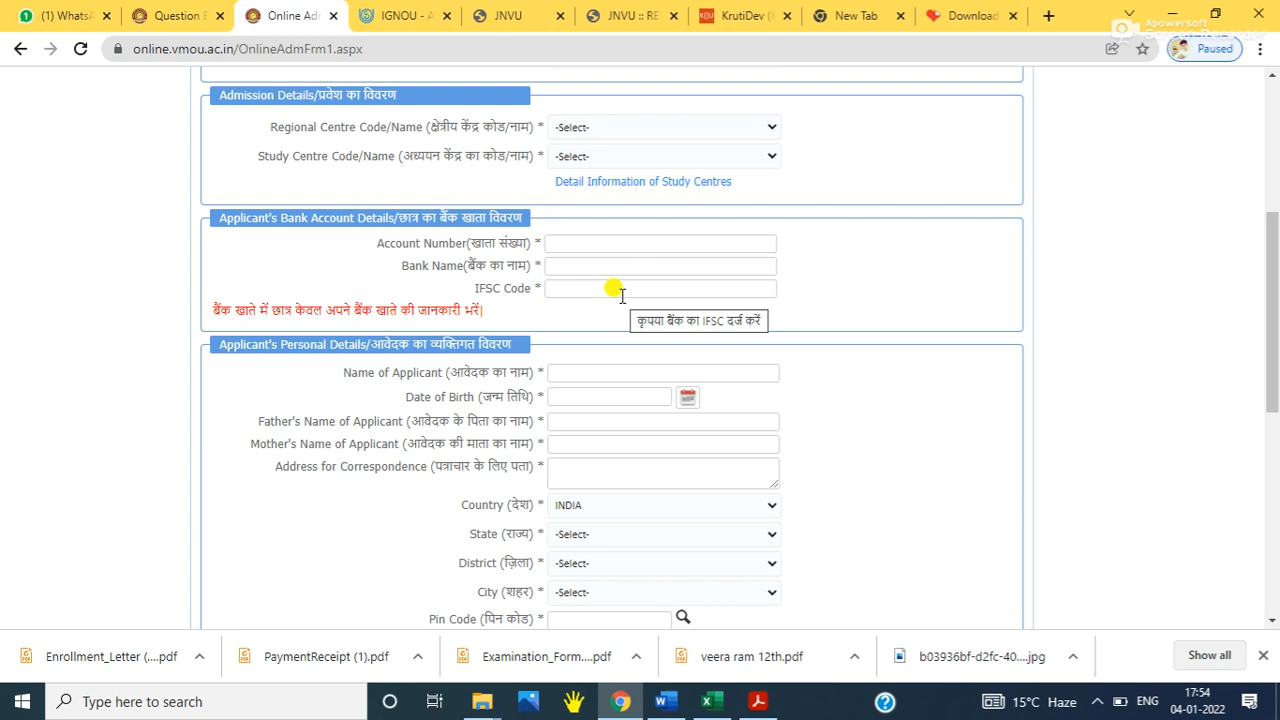 (1) WhatsA
Question B
Online Adm
IGNOU - A
JNVU
JNVU :: RE
KrutiDev (
New Tab
Download
online.vmou.ac.in/OnlineAdmFrm1.aspx
Apowersoft
Screen Recorder
Paused
Admission Details/प्रवेश का विवरण
Regional Centre Code/Name (क्षेत्रीय केंद्र कोड/नाम) * -Select-
Study Centre Code/Name (अध्ययन केंद्र का कोड/नाम) * -Select-
Detail Information of Study Centres
Applicant's Bank Account Details/छात्र का बैंक खाता विवरण
Account Number(खाता संख्या) *
Bank Name(बैंक का नाम) *
IFSC Code *
बैंक खाते में छात्र केवल अपने बैंक खाते की जानकारी भरें|
कृपया बैंक का IFSC दर्ज करें
Applicant's Personal Details/आवेदक का व्यक्तिगत विवरण
Name of Applicant (आवेदक का नाम) *
Date of Birth (जन्म तिथि) *
Father's Name of Applicant (आवेदक के पिता का नाम) *
Mother's Name of Applicant (आवेदक की माता का नाम) *
Address for Correspondence (पत्राचार के लिए पता) *
Country (देश) * INDIA
State (राज्य) * -Select-
District (ज़िला) * -Select-
City (शहर) * -Select-
Pin Code (पिन कोड) *
Enrollment_Letter (....pdf
PaymentReceipt (1).pdf
Examination_Form....pdf
veera ram 12th.pdf
b03936bf-d2fc-40....jpg
Show all
Type here to search
15°C Haze
ENG
17:54
04-01-2022